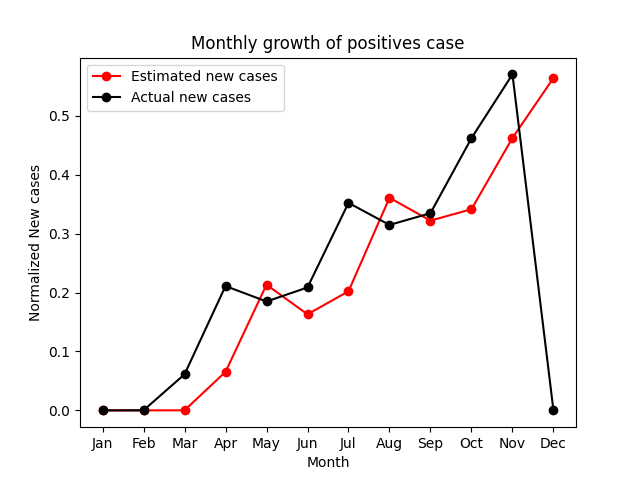 Monthly growth of positives case
Estimated new cases
Actual new cases
Normalized New cases
0.5
0.4
0.3
0.2
0.1
0.0
Jan Feb Mar Apr May Jun Jul Aug Sep Oct Nov Dec
Month